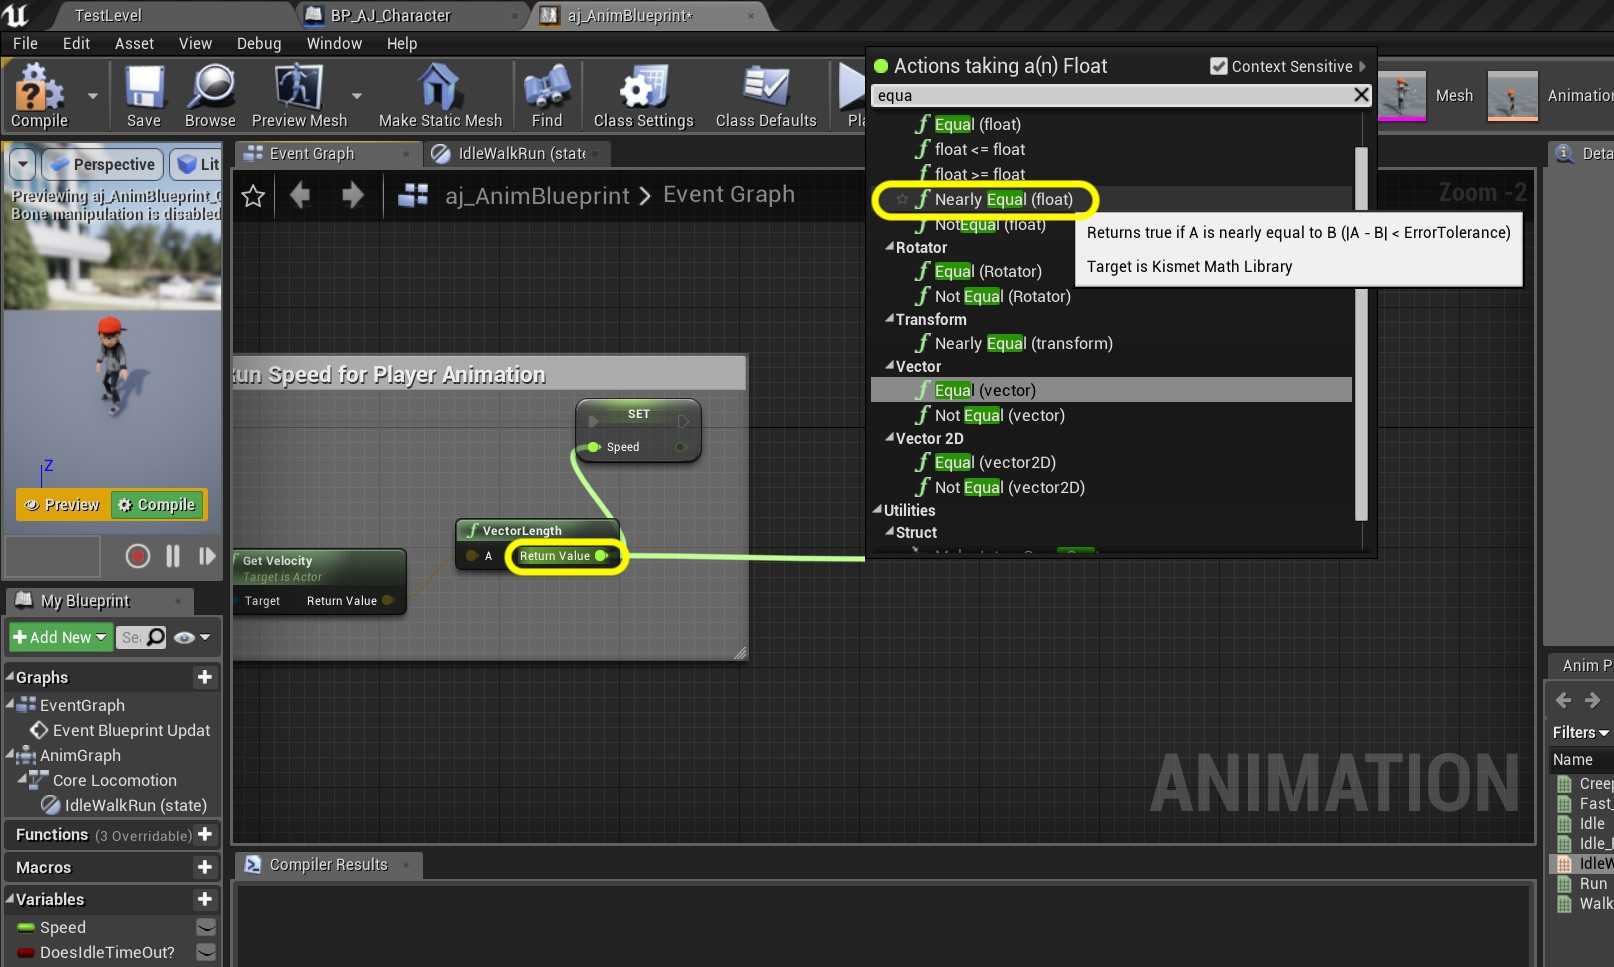 TestLevel
BP_AJ_Character
aj_AnimBlueprint*
File Edit Asset View Debug Window Help
Compile
Save
Browse
Preview Mesh
Make Static Mesh
Find
Class Settings
Class Defaults
Mesh
Actions taking a(n) Float
Context Sensitive
equa
Equal (float)
float <= float
float >= float
Nearly Equal (float)
NotEqual (float)
Rotator
Equal (Rotator)
Not Equal (Rotator)
Transform
Nearly Equal (transform)
Vector
Equal (vector)
Not Equal (vector)
Vector 2D
Equal (vector2D)
Not Equal (vector2D)
Utilities
Struct
Returns true if A is nearly equal to B (|A - B| < ErrorTolerance)
Target is Kismet Math Library
Perspective
Lit
Previewing aj_AnimBlueprint_
Bone manipulation is disabled
Z
Preview
Compile
Event Graph
IdleWalkRun (stat
aj_AnimBlueprint > Event Graph
Zoom -2
Run Speed for Player Animation
SET
Speed
VectorLength
A
Return Value
Get Velocity
Target is Actor
Target
Return Value
ANIMATION
My Blueprint
Add New
Graphs
EventGraph
Event Blueprint Updat
AnimGraph
Core Locomotion
IdleWalkRun (state)
Functions (3 Overridable)
Macros
Variables
Speed
DoesIdleTimeOut?
Compiler Results
Deta
Anim P
Filters
Name
Creep
Fast_
Idle
Idle_
IdleW
Run
Walk